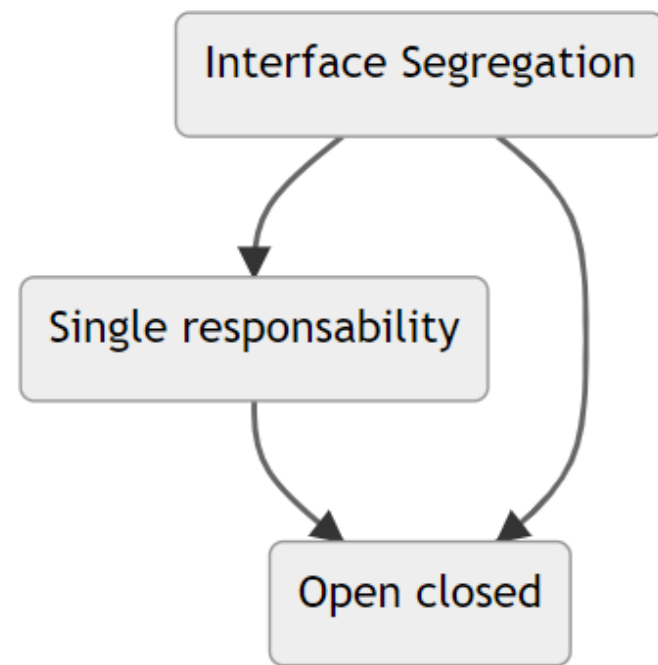 Interface Segregation
Single responsability
Open closed